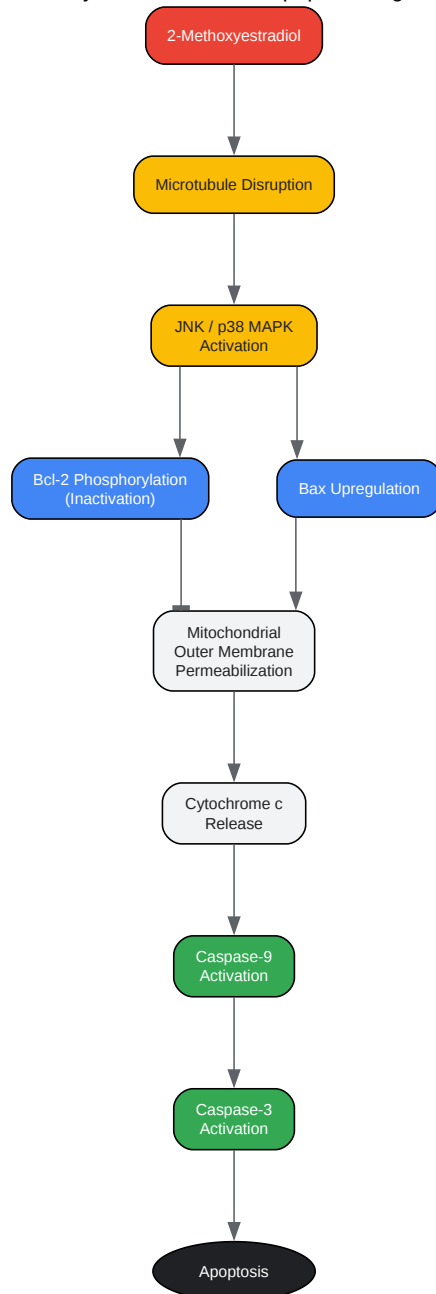 2-Methoxyestradiol
Microtubule Disruption
JNK / p38 MAPK
Activation
Bcl-2 Phosphorylation
(Inactivation)
Bax Upregulation
Mitochondrial
Outer Membrane
Permeabilization
Cytochrome c
Release
Caspase-9
Activation
Caspase-3
Activation
Apoptosis